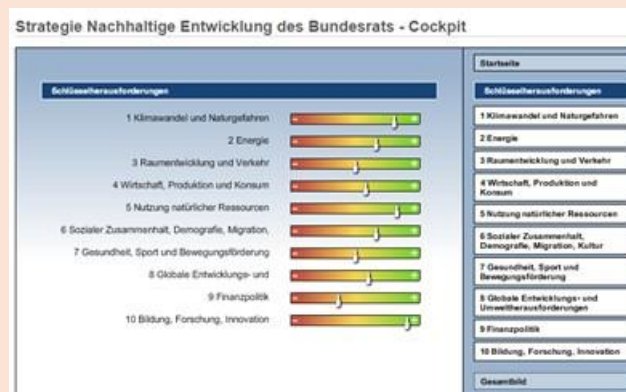 Strategie Nachhaltige Entwicklung des Bundesrats - Cockpit
Schlüsselherausforderungen
1 Klimawandel und Naturgefahren
2 Energie
3 Raumentwicklung und Verkehr
4 Wirtschaft, Produktion und Konsum
5 Nutzung natürlicher Ressourcen
6 Sozialer Zusammenhalt, Demografie, Migration,
7 Gesundheit, Sport und Bewegungsförderung
8 Globale Entwicklungs- und
9 Finanzpolitik
10 Bildung, Forschung, Innovation
Startseite
Schlüsselherausforderungen
1 Klimawandel und Naturgefahren
2 Energie
3 Raumentwicklung und Verkehr
4 Wirtschaft, Produktion und
Konsum
5 Nutzung natürlicher Ressourcen
6 Sozialer Zusammenhalt,
Demografie, Migration, Kultur
7 Gesundheit, Sport und
Bewegungsförderung
8 Globale Entwicklungs- und
Umweltherausforderungen
9 Finanzpolitik
10 Bildung, Forschung, Innovation
Gesamtbild